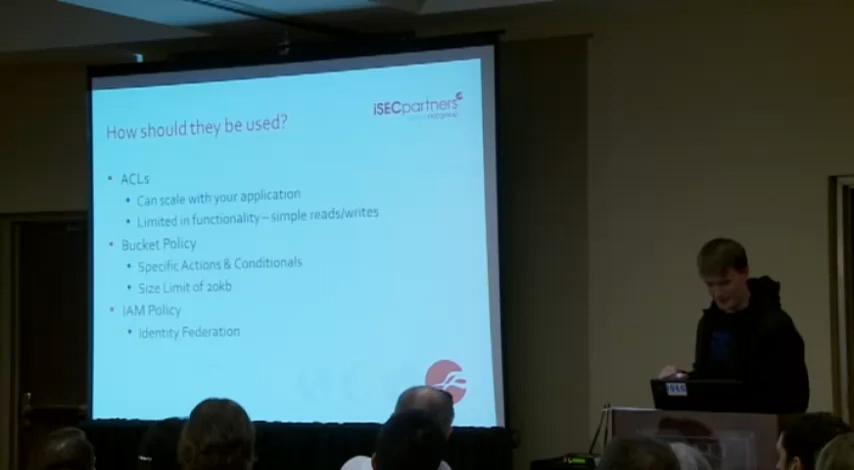 How should they be used?
iSECpartners
• ACLs
• Can scale with your application
• Limited in functionality – simple reads/writes
• Bucket Policy
• Specific Actions & Conditionals
• Size Limit of 20kb
• IAM Policy
• Identity Federation